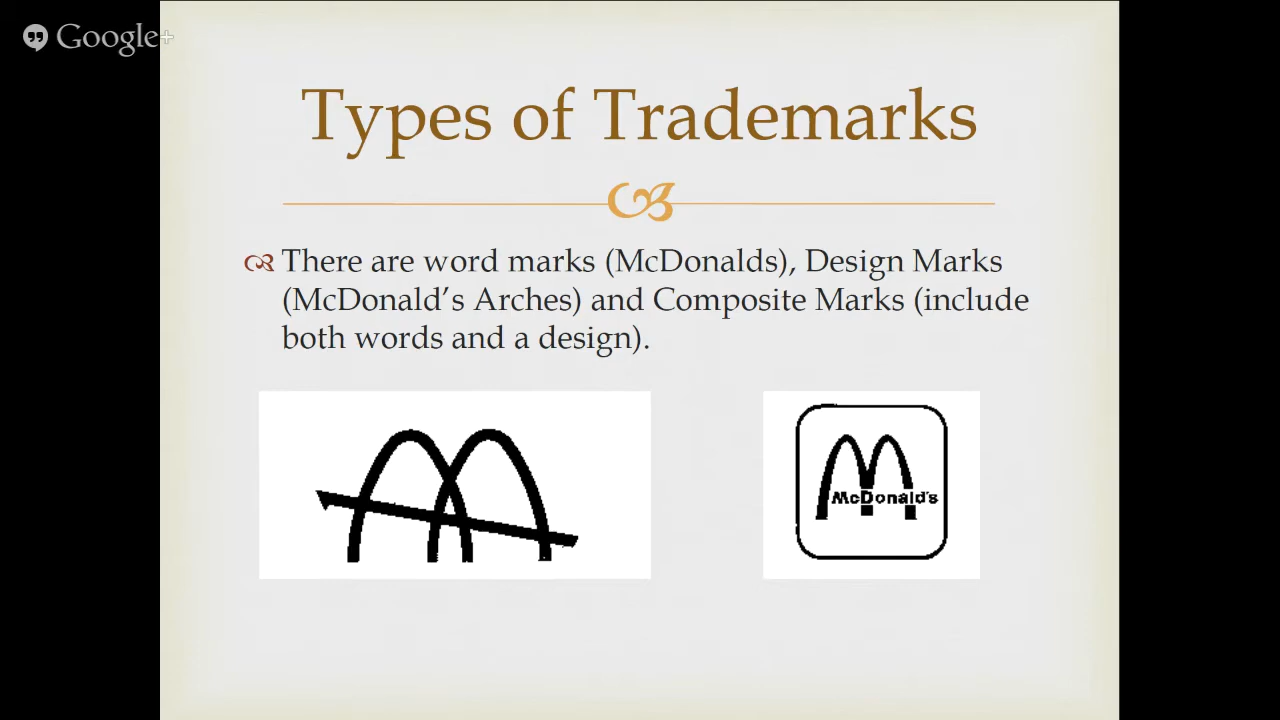 Google+
Types of Trademarks
There are word marks (McDonalds), Design Marks
(McDonald’s Arches) and Composite Marks (include
both words and a design).
McDonald's